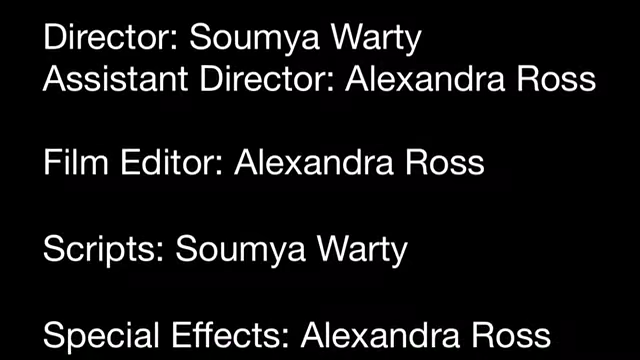 Director: Soumya Warty
Assistant Director: Alexandra Ross
Film Editor: Alexandra Ross
Scripts: Soumya Warty
Special Effects: Alexandra Ross